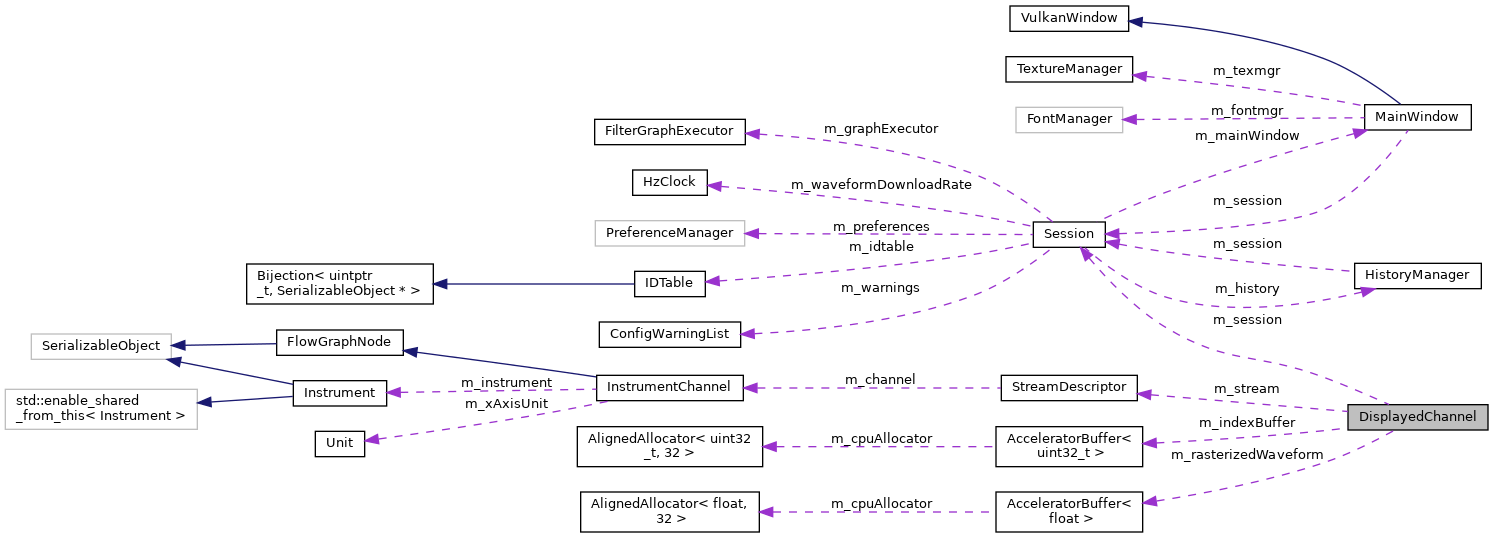 VulkanWindow
TextureManager
m_texmgr
FontManager
m_fontmgr
MainWindow
FilterGraphExecutor
m_graphExecutor
m_mainWindow
HzClock
m_waveformDownloadRate
m_session
PreferenceManager
m_preferences
Session
m_session
m_idtable
Bijection< uintptr
_t, SerializableObject * >
IDTable
HistoryManager
m_warnings
m_history
ConfigWarningList
m_session
SerializableObject
FlowGraphNode
m_instrument
InstrumentChannel
m_channel
StreamDescriptor
m_stream
std::enable_shared
_from_this< Instrument >
Instrument
m_xAxisUnit
DisplayedChannel
Unit
m_indexBuffer
AlignedAllocator< uint32
_t, 32 >
m_cpuAllocator
AcceleratorBuffer<
uint32_t >
m_rasterizedWaveform
AlignedAllocator< float,
32 >
m_cpuAllocator
AcceleratorBuffer<
float >